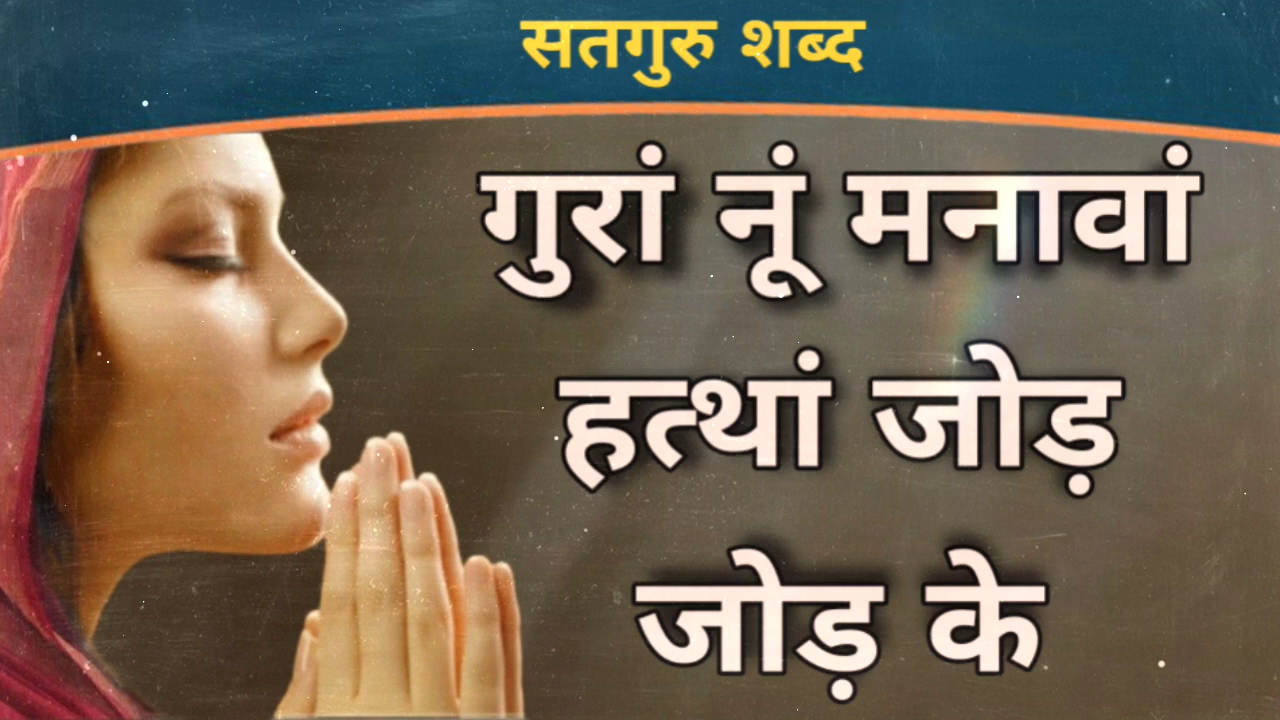 सतगुरु शब्द
गुरां नूं मनावां
हत्थां जोड़
जोड़ के